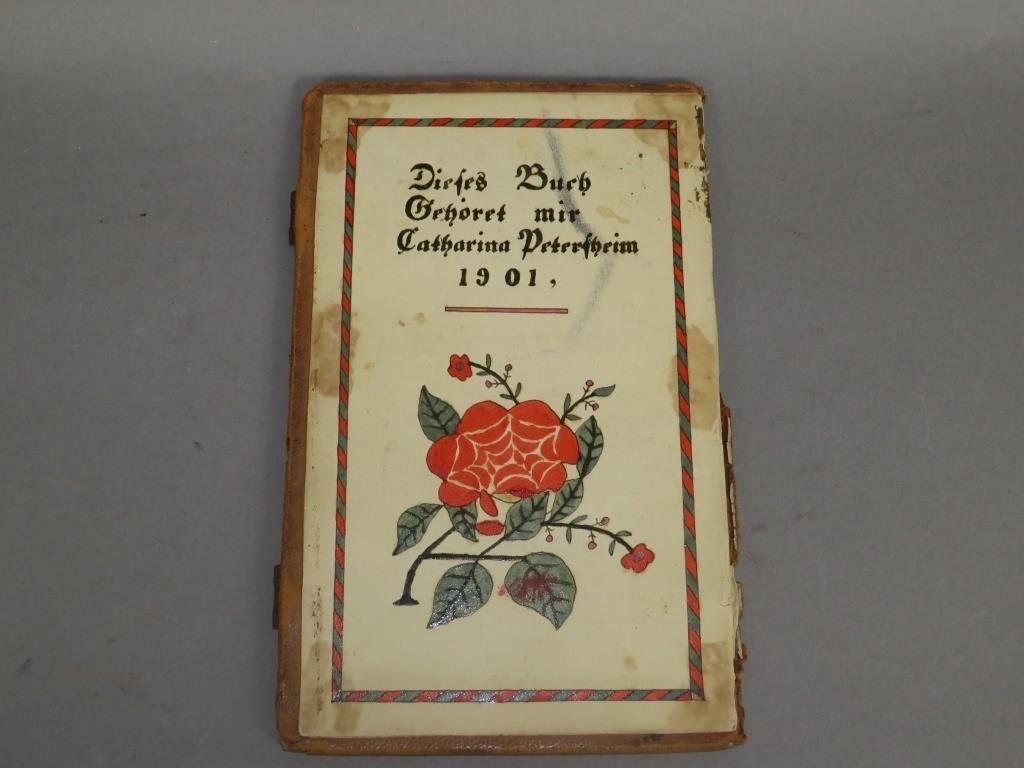 Dieses Buch
Gehöret mir
Catharina Petersheim
1901,